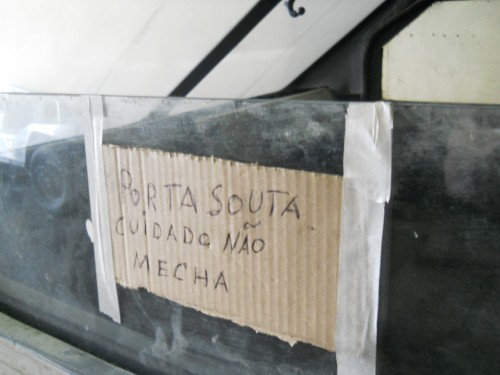 PORTA SOUTA
CUIDADO NÃO
MECHA